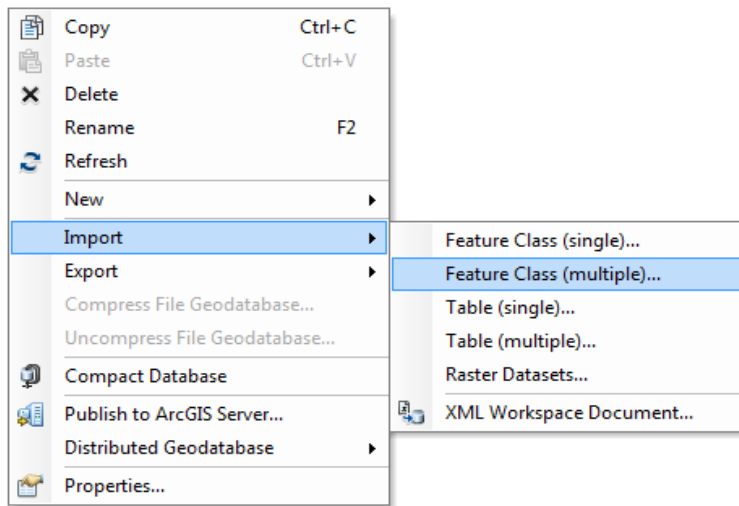 Copy Ctrl+C
Paste Ctrl+V
Delete
Rename F2
Refresh
New
Import
Export
Compress File Geodatabase...
Uncompress File Geodatabase...
Compact Database
Publish to ArcGIS Server...
Distributed Geodatabase
Properties...
Feature Class (single)...
Feature Class (multiple)...
Table (single)...
Table (multiple)...
Raster Datasets...
XML Workspace Document...